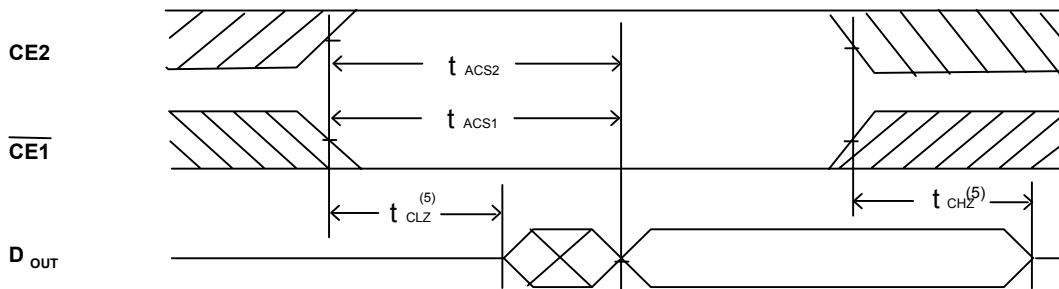 CE2
t ACS2
CE1
t ACS1
t CLZ (5)
t CHZ (5)
D OUT